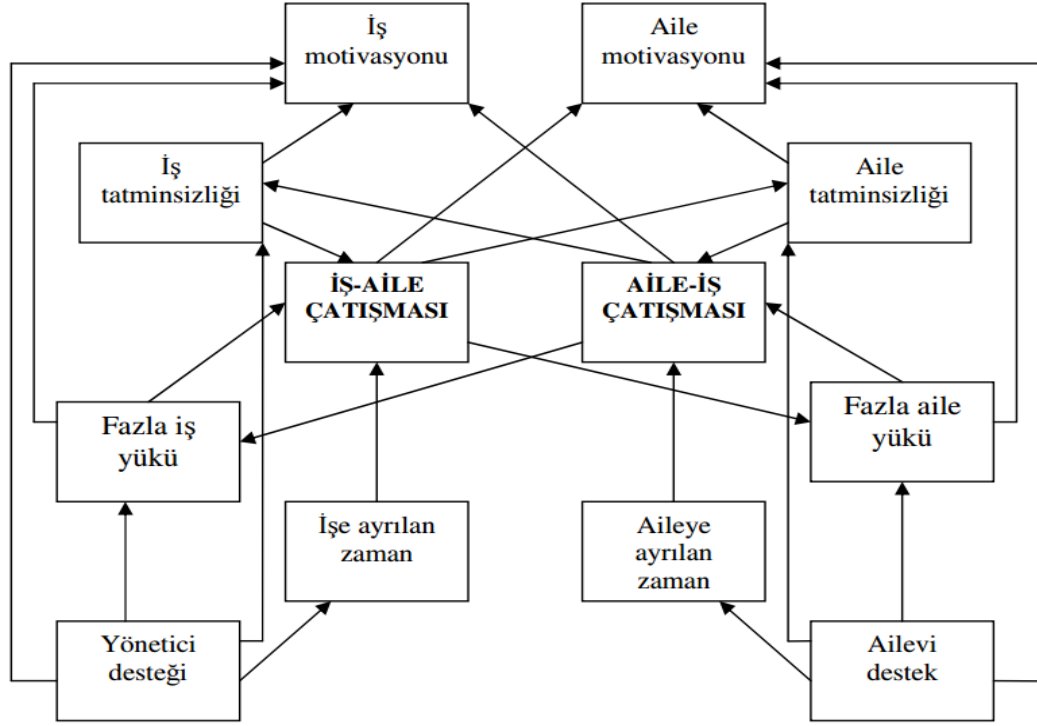 İş
motivasyonu
Aile
motivasyonu
İş
tatminsizliği
Aile
tatminsizliği
İŞ-AİLE
ÇATIŞMASI
AİLE-İŞ
ÇATIŞMASI
Fazla iş
yükü
Fazla aile
yükü
İşe ayrılan
zaman
Aileye
ayrılan
zaman
Yönetici
desteği
Ailevi
destek